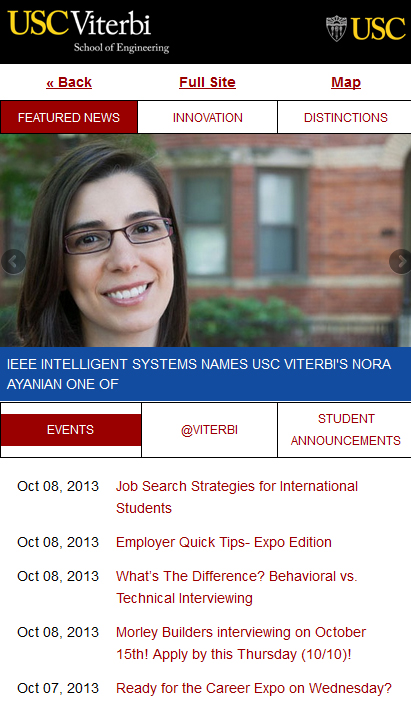 USC Viterbi
School of Engineering
USC
« Back
Full Site
Map
FEATURED NEWS
INNOVATION
DISTINCTIONS
IEEE INTELLIGENT SYSTEMS NAMES USC VITERBI'S NORA
AYANIAN ONE OF
EVENTS
@VITERBI
STUDENT
ANNOUNCEMENTS
Oct 08, 2013 Job Search Strategies for International
Students
Oct 08, 2013 Employer Quick Tips- Expo Edition
Oct 08, 2013 What's The Difference? Behavioral vs.
Technical Interviewing
Oct 08, 2013 Morley Builders interviewing on October
15th! Apply by this Thursday (10/10)!
Oct 07, 2013 Ready for the Career Expo on Wednesday?